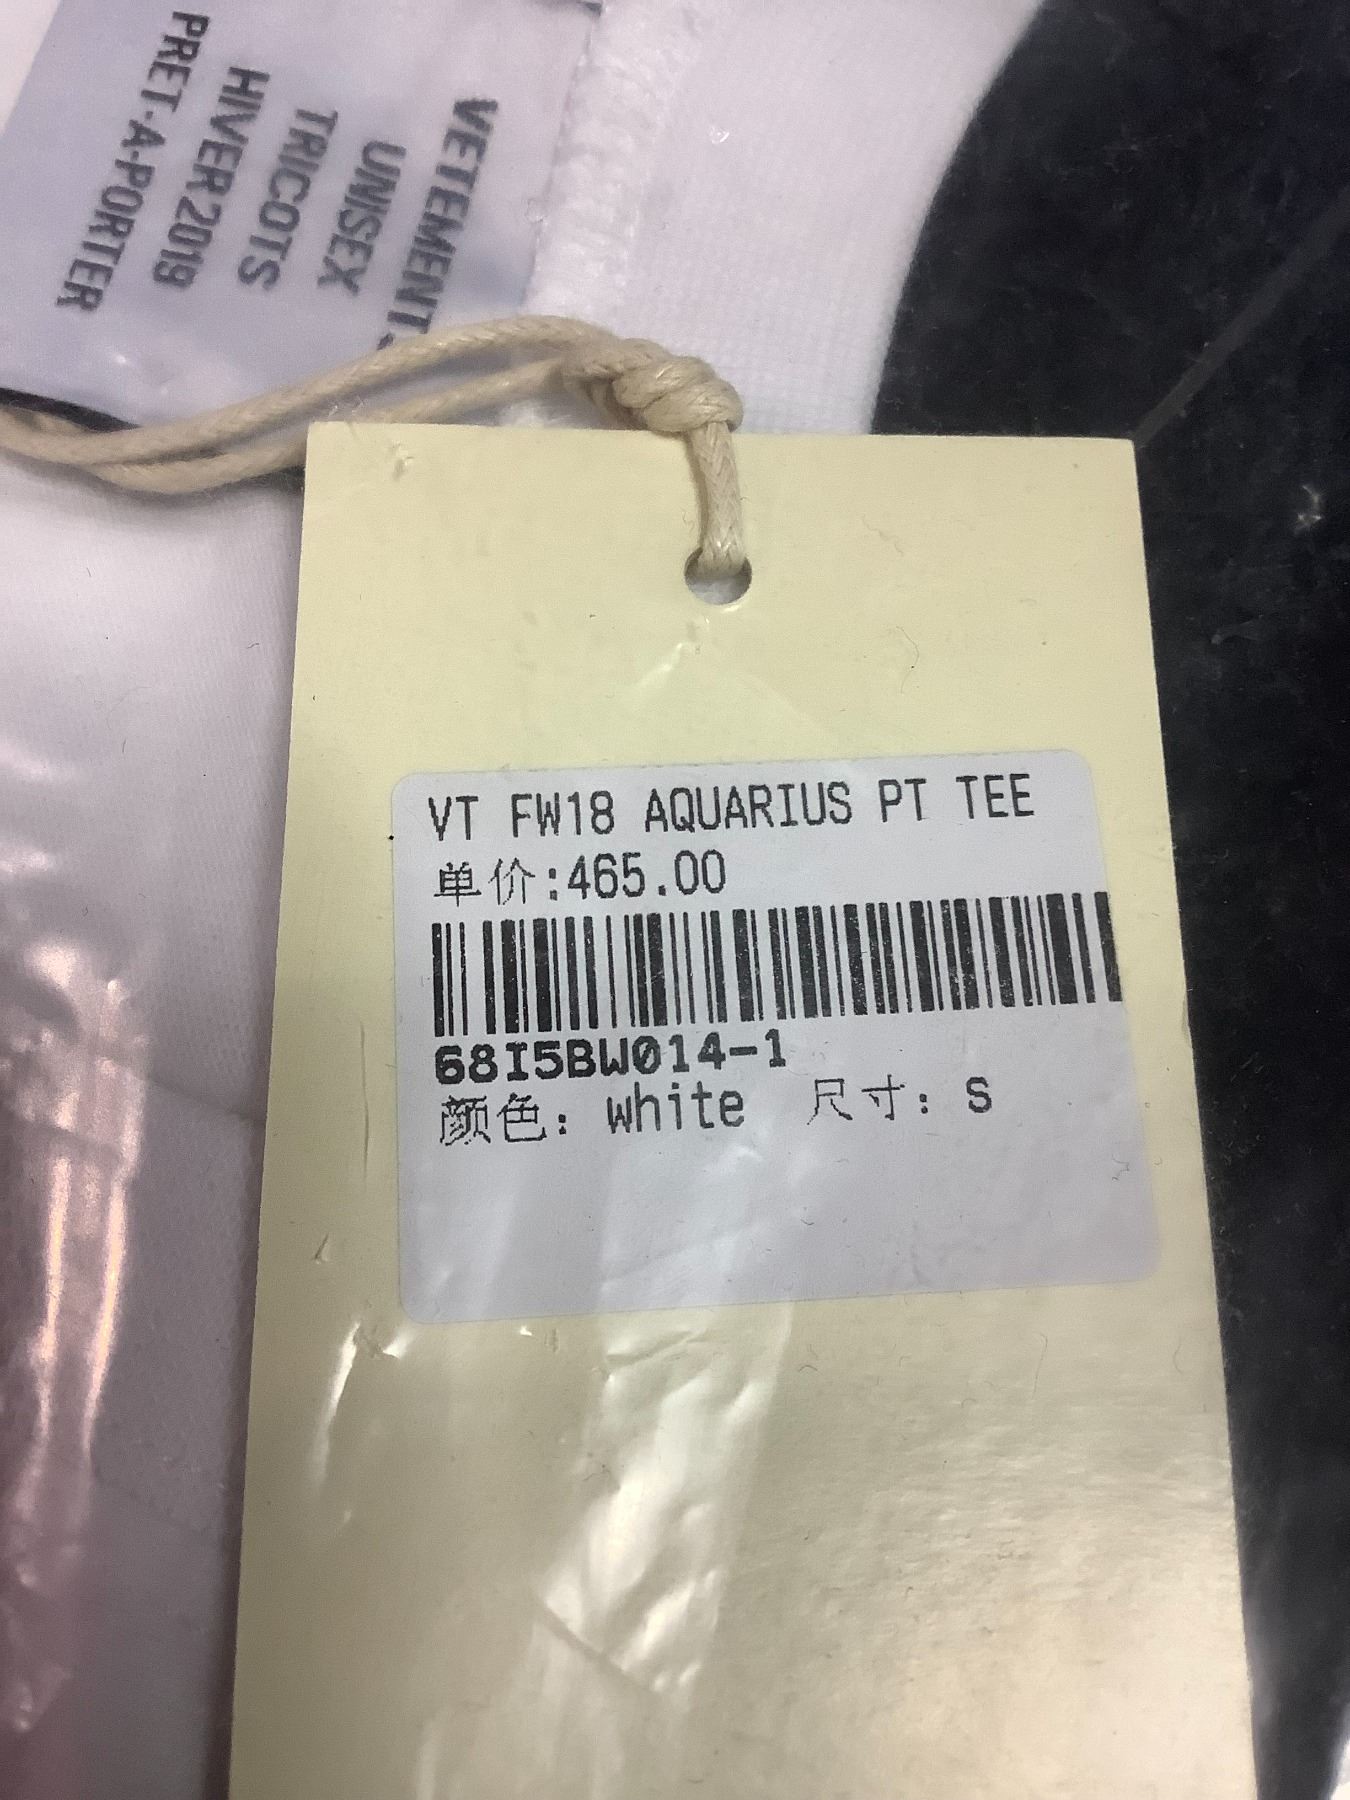 VETEMENTS
UNISEX
TRICOTS
HIVER 2019
PRET-A-PORTER
VT FW18 AQUARIUS PT TEE
单价:465.00
68I5BW014-1
颜色: white 尺寸: S